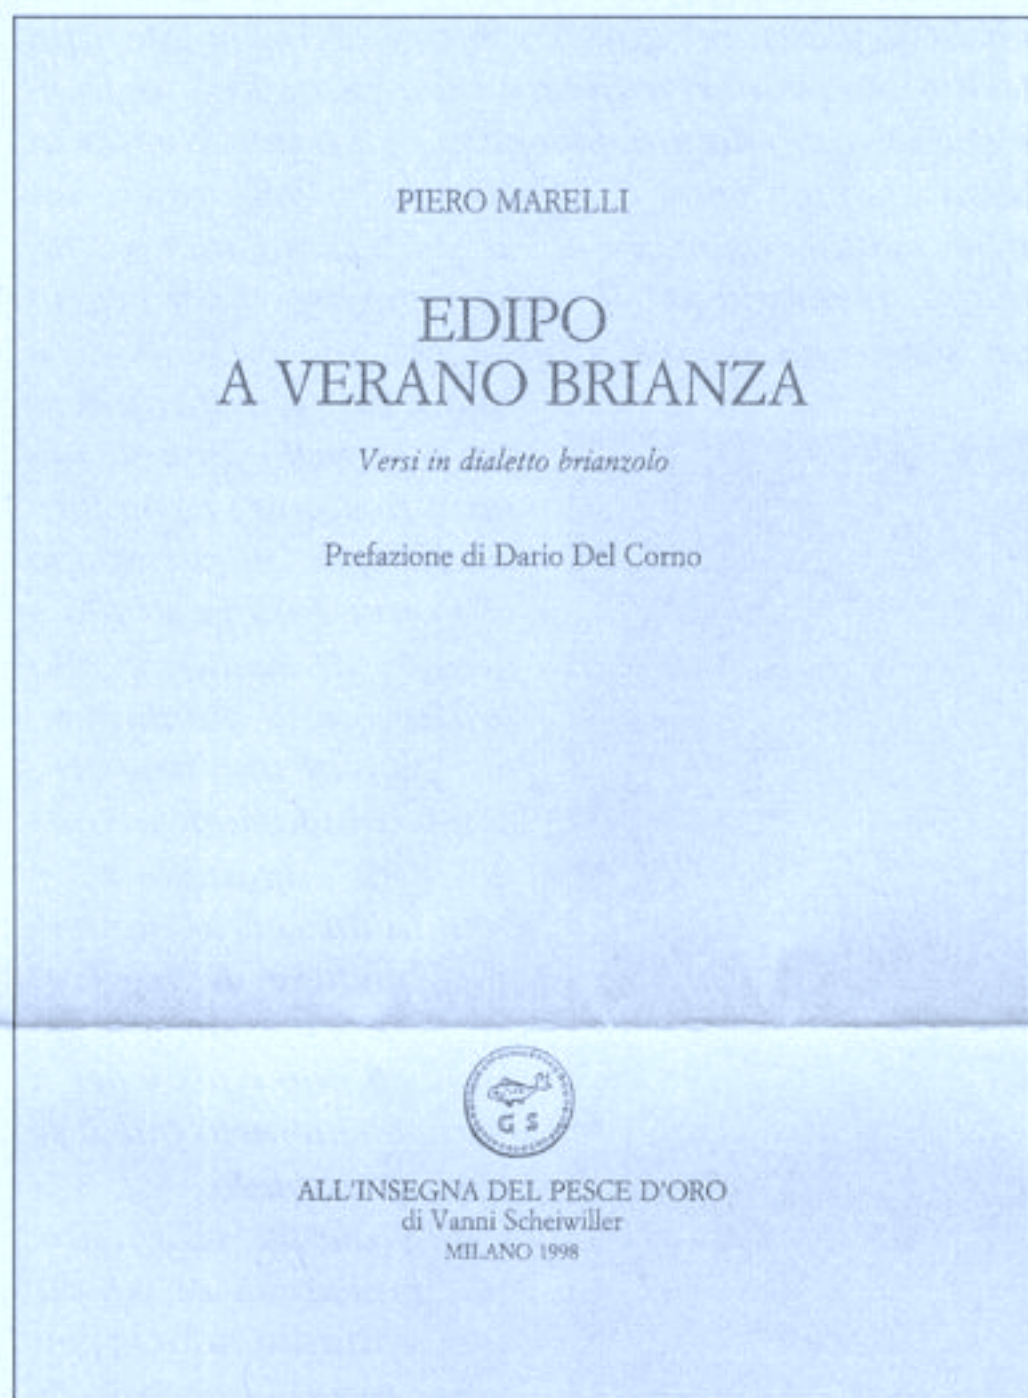 PIERO MARELLI
EDIPO
A VERANO BRIANZA
Versi in dialetto brianzolo
Prefazione di Dario Del Corno
G S
ALL'INSEGNA DEL PESCE D'ORO
di Vanni Scheiwiller
MILANO 1998